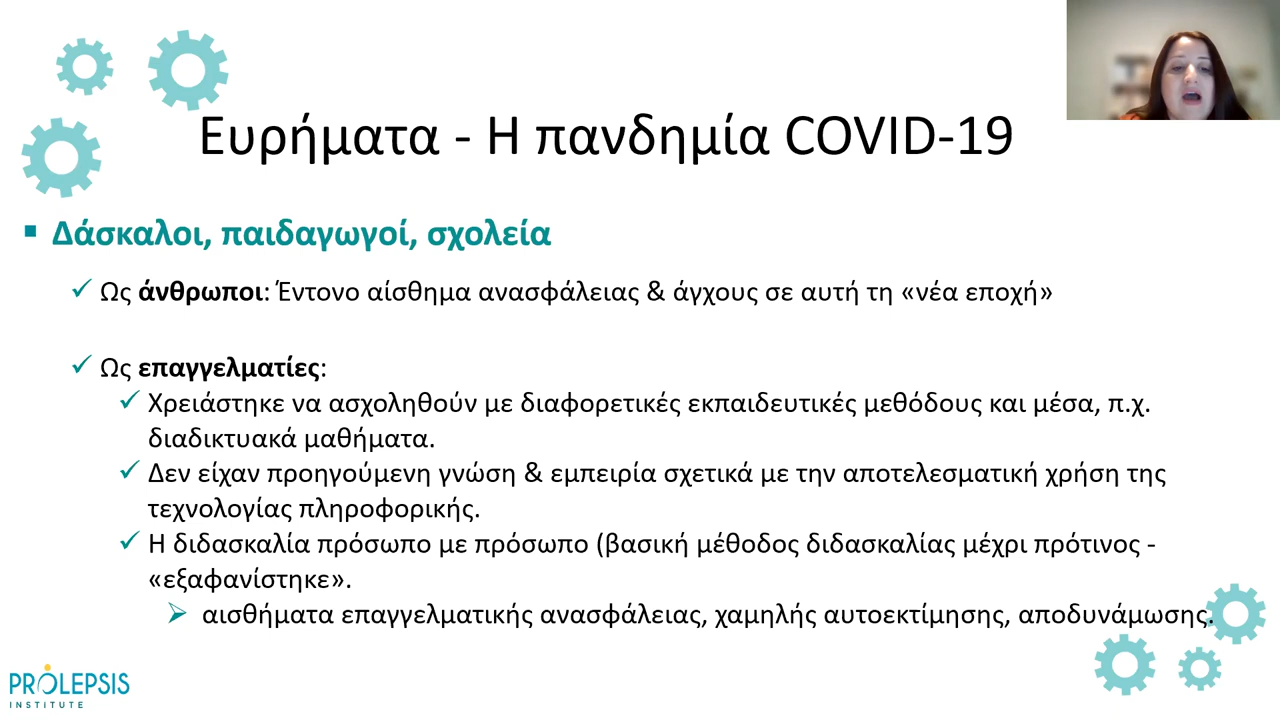 Ευρήματα - Η πανδημία COVID-19
▪ Δάσκαλοι, παιδαγωγοί, σχολεία
✓ Ως άνθρωποι: Έντονο αίσθημα ανασφάλειας & άγχους σε αυτή τη «νέα εποχή»
✓ Ως επαγγελματίες:
✓ Χρειάστηκε να ασχοληθούν με διαφορετικές εκπαιδευτικές μεθόδους και μέσα, π.χ.
διαδικτυακά μαθήματα.
✓ Δεν είχαν προηγούμενη γνώση & εμπειρία σχετικά με την αποτελεσματική χρήση της
τεχνολογίας πληροφορικής.
✓ Η διδασκαλία πρόσωπο με πρόσωπο (βασική μέθοδος διδασκαλίας μέχρι πρότινος -
«εξαφανίστηκε».
➢ αισθήματα επαγγελματικής ανασφάλειας, χαμηλής αυτοεκτίμησης, αποδυνάμωσης.
PROLEPSIS
INSTITUTE